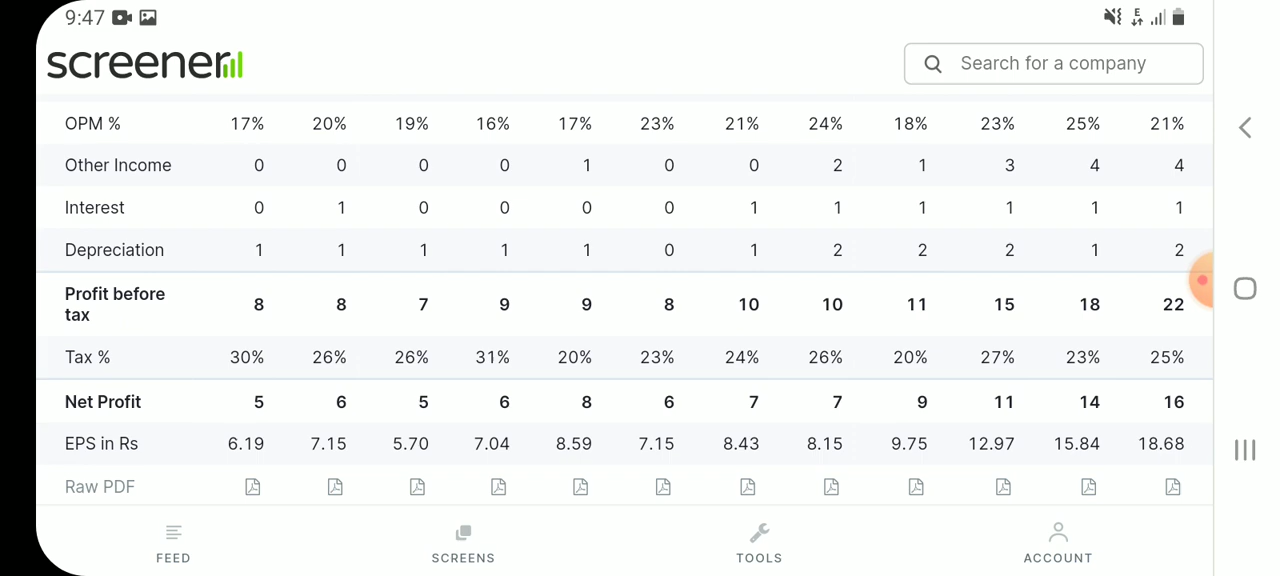 9:47
screener
Search for a company
OPM % 17% 20% 19% 16% 17% 23% 21% 24% 18% 23% 25% 21%
Other Income 0 0 0 0 1 0 0 2 1 3 4 4
Interest 0 1 0 0 0 0 1 1 1 1 1 1
Depreciation 1 1 1 1 1 0 1 2 2 2 1 2
Profit before
tax 8 8 7 9 9 8 10 10 11 15 18 22
Tax % 30% 26% 26% 31% 20% 23% 24% 26% 20% 27% 23% 25%
Net Profit 5 6 5 6 8 6 7 7 9 11 14 16
EPS in Rs 6.19 7.15 5.70 7.04 8.59 7.15 8.43 8.15 9.75 12.97 15.84 18.68
Raw PDF
FEED SCREENS TOOLS ACCOUNT